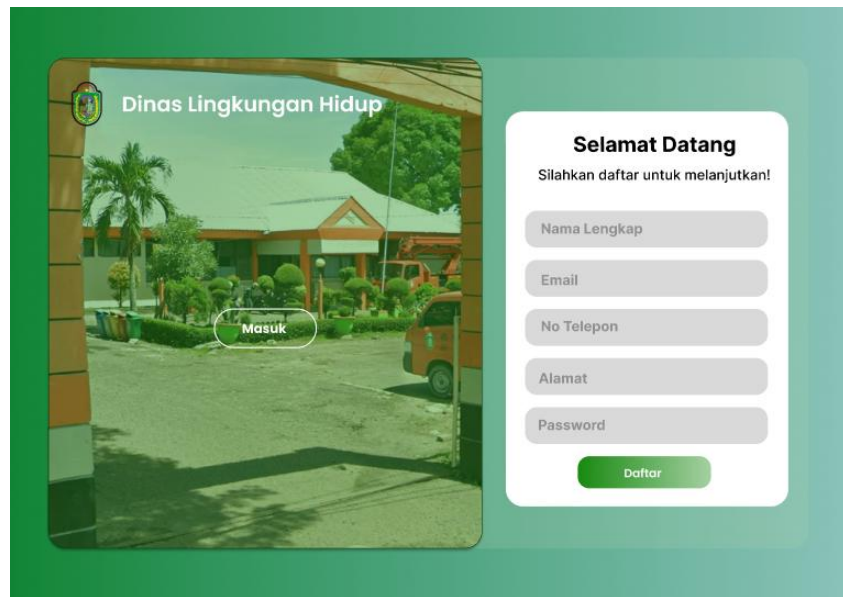 Dinas Lingkungan Hidup
Masuk
Selamat Datang
Silahkan daftar untuk melanjutkan!
Nama Lengkap
Email
No Telepon
Alamat
Password
Daftar